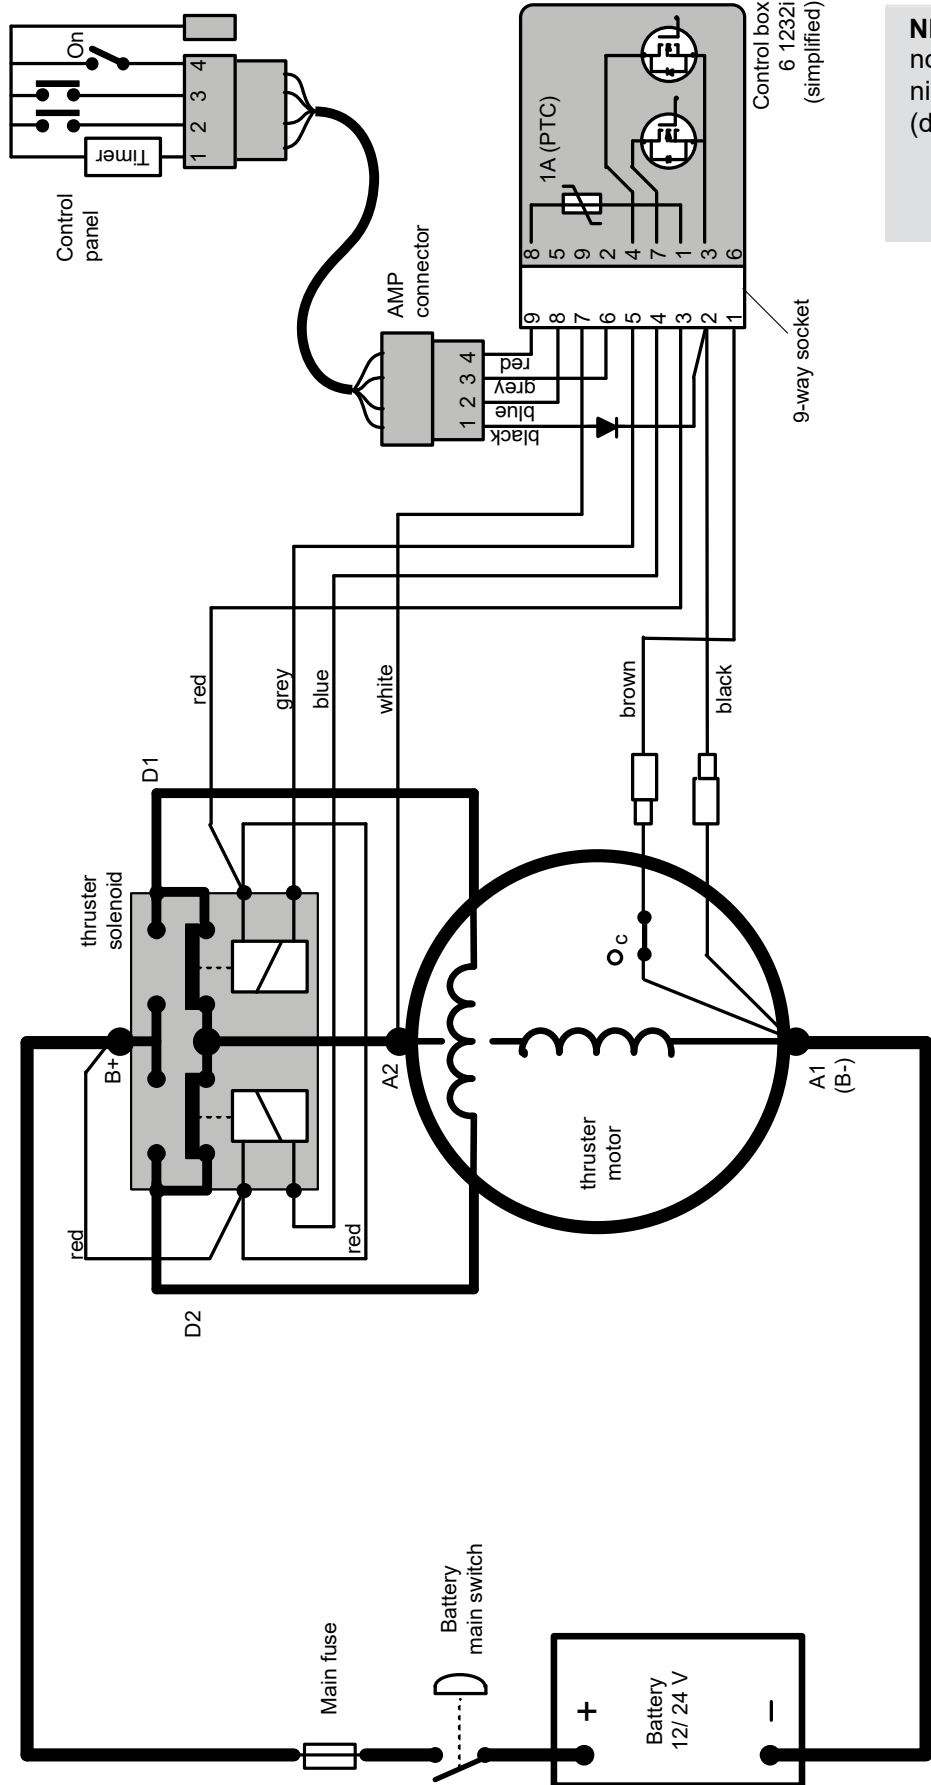 Control
panel
Timer
On
1
2
3
4
AMP
connector
1
2
3
4
black
blue
grey
red
1A (PTC)
Control box
6 1232i
(simplified)
8
5
9
2
4
7
1
3
6
9
8
7
6
5
4
3
2
1
9-way socket
red
grey
blue
white
brown
black
D1
thruster
solenoid
B+
A2
red
red
D2
thruster
motor
o c
A1
(B-)
Main fuse
Battery
main switch
+
Battery
12/ 24 V
–
no
ni
(d